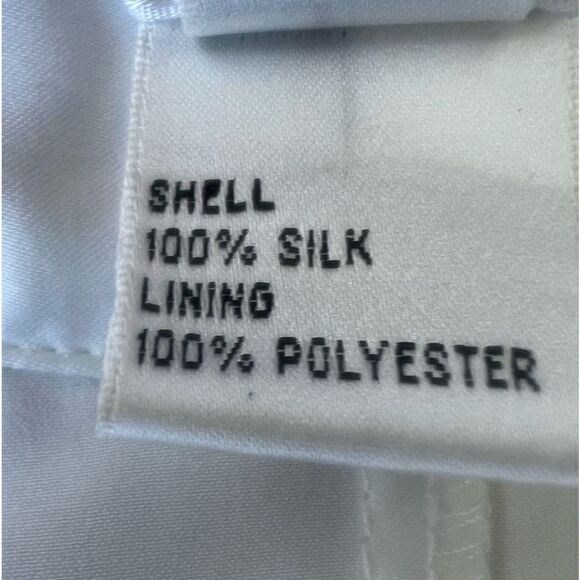 SHELL
100% SILK
LINING
100% POLYESTER